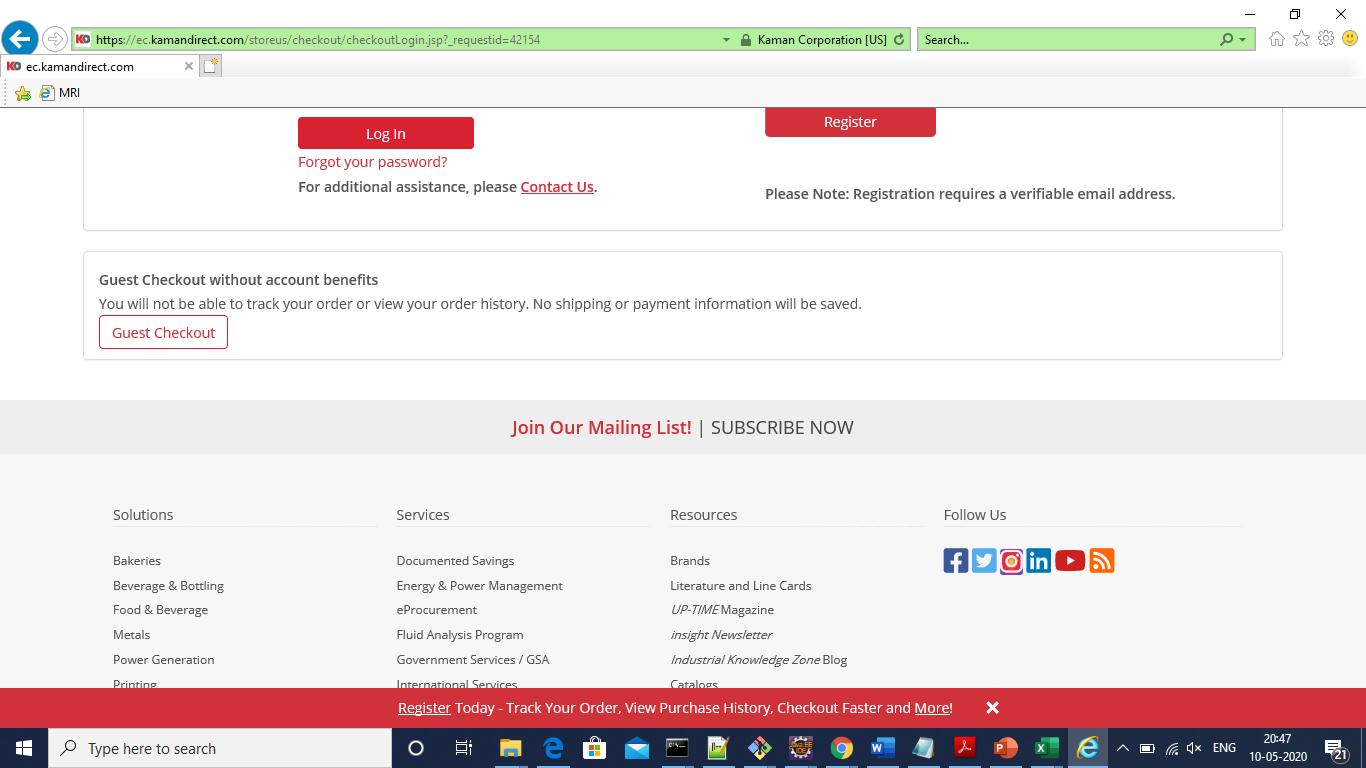 https://ec.kamandirect.com/storeus/checkout/checkoutLogin.jsp?_requestid=42154
Kaman Corporation [US]
Search...
KD ec.kamandirect.com
MRI
Log In
Register
Forgot your password?
For additional assistance, please Contact Us.
Please Note: Registration requires a verifiable email address.
Guest Checkout without account benefits
You will not be able to track your order or view your order history. No shipping or payment information will be saved.
Guest Checkout
Join Our Mailing List! | SUBSCRIBE NOW
Solutions
Bakeries
Beverage & Bottling
Food & Beverage
Metals
Power Generation
Printing
Services
Documented Savings
Energy & Power Management
eProcurement
Fluid Analysis Program
Government Services / GSA
International Services
Resources
Brands
Literature and Line Cards
UP-TIME Magazine
insight Newsletter
Industrial Knowledge Zone Blog
Catalogs
Follow Us
Register Today - Track Your Order, View Purchase History, Checkout Faster and More!
Type here to search
ENG
20:47
10-05-2020
21